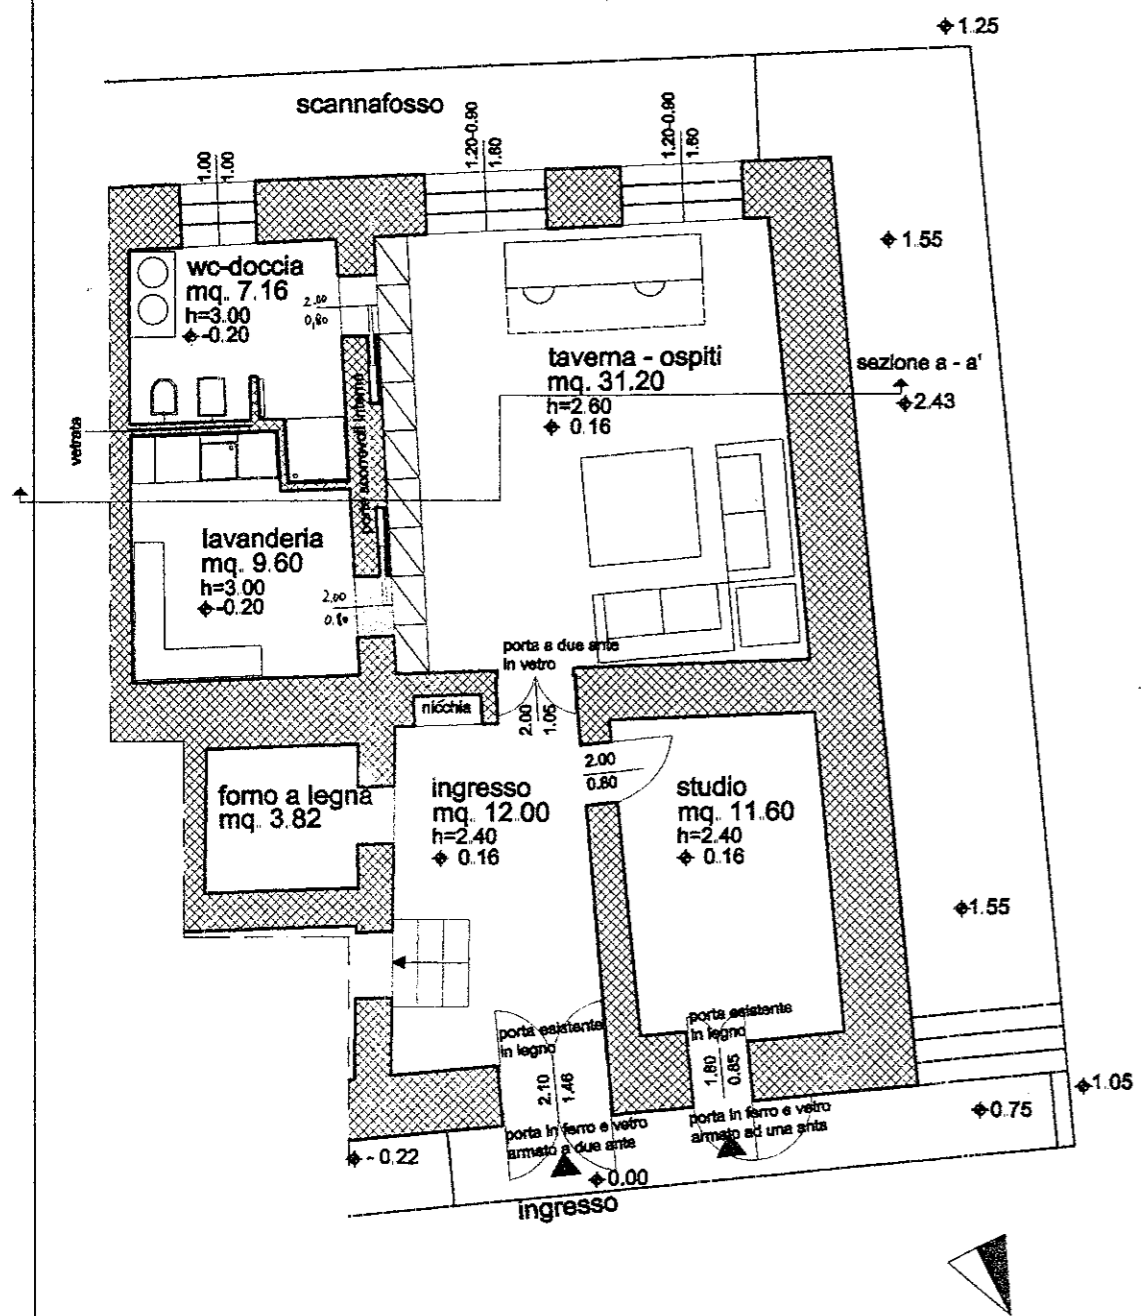 1.25
scannafosso
1.00
1.00
1.20-0.90
1.60
1.20-0.90
1.60
1.55
wc-doccia
mq. 7.16
h=3.00
-0.20
2.00
0,80
taverna - ospiti
mq. 31.20
h=2.60
0.16
sezione a - a'
2.43
vetrata
porte scorrevoli interne
lavanderia
mq. 9.60
h=3.00
-0.20
2.00
0.80
porta a due ante
in vetro
nicchia
2.00
1.05
2.00
0.80
forno a legna
mq. 3.82
ingresso
mq. 12.00
h=2.40
0.16
studio
mq. 11.60
h=2.40
0.16
1.55
porta esistente
in legno
porta esistente
in legno
2.10
1.46
1.80
0.85
1.05
0.75
porta in ferro e vetro
armato a due ante
porta in ferro e vetro
armato ad una anta
- 0.22
0.00
ingresso